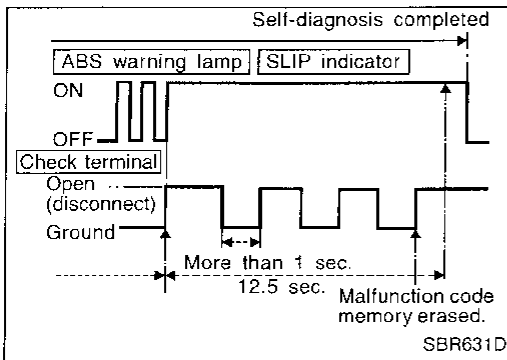 Self-diagnosis completed
ABS warning lamp SLIP indicator
ON
OFF
Check terminal
Open
(disconnect)
Ground
More than 1 sec.
12.5 sec.
Malfunction code
memory erased.
SBR631D